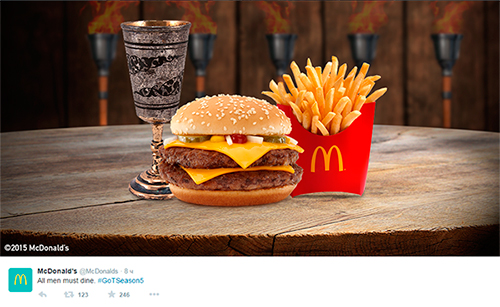 ©2015 McDonald's
McDonald's @McDonalds · 8 ч
All men must dine. #GoTSeason5
123 246